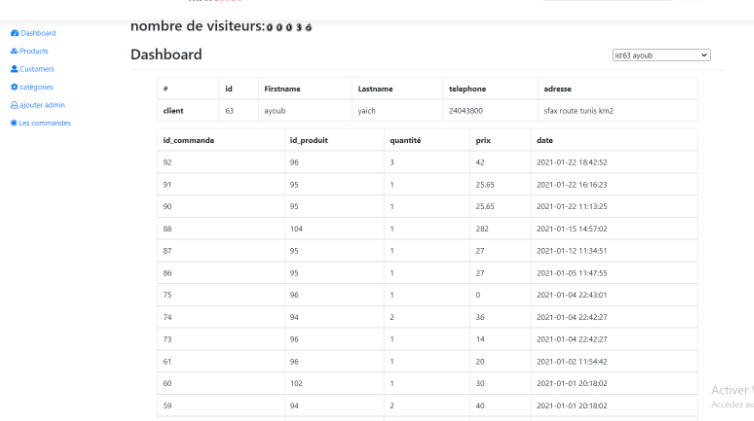 nombre de visiteurs:00036
Dashboard
Products
Customers
catégories
ajouter admin
Les commandes
Dashboard
id:63 ayoub
# id Firstname Lastname telephone adresse
client 63 ayoub yaich 24043800 sfax route tunis km2
id_commande id_produit quantité prix date
92 96 3 42 2021-01-22 18:42:52
91 95 1 25.65 2021-01-22 16:16:23
90 95 1 25.65 2021-01-22 11:13:25
88 104 1 282 2021-01-15 14:57:02
87 95 1 27 2021-01-12 11:34:51
86 95 1 27 2021-01-05 11:47:55
75 96 1 0 2021-01-04 22:43:01
74 94 2 36 2021-01-04 22:42:27
73 96 1 14 2021-01-04 22:42:27
61 96 1 20 2021-01-02 11:54:42
60 102 1 30 2021-01-01 20:18:02
59 94 2 40 2021-01-01 20:18:02
Activer
Accédez au